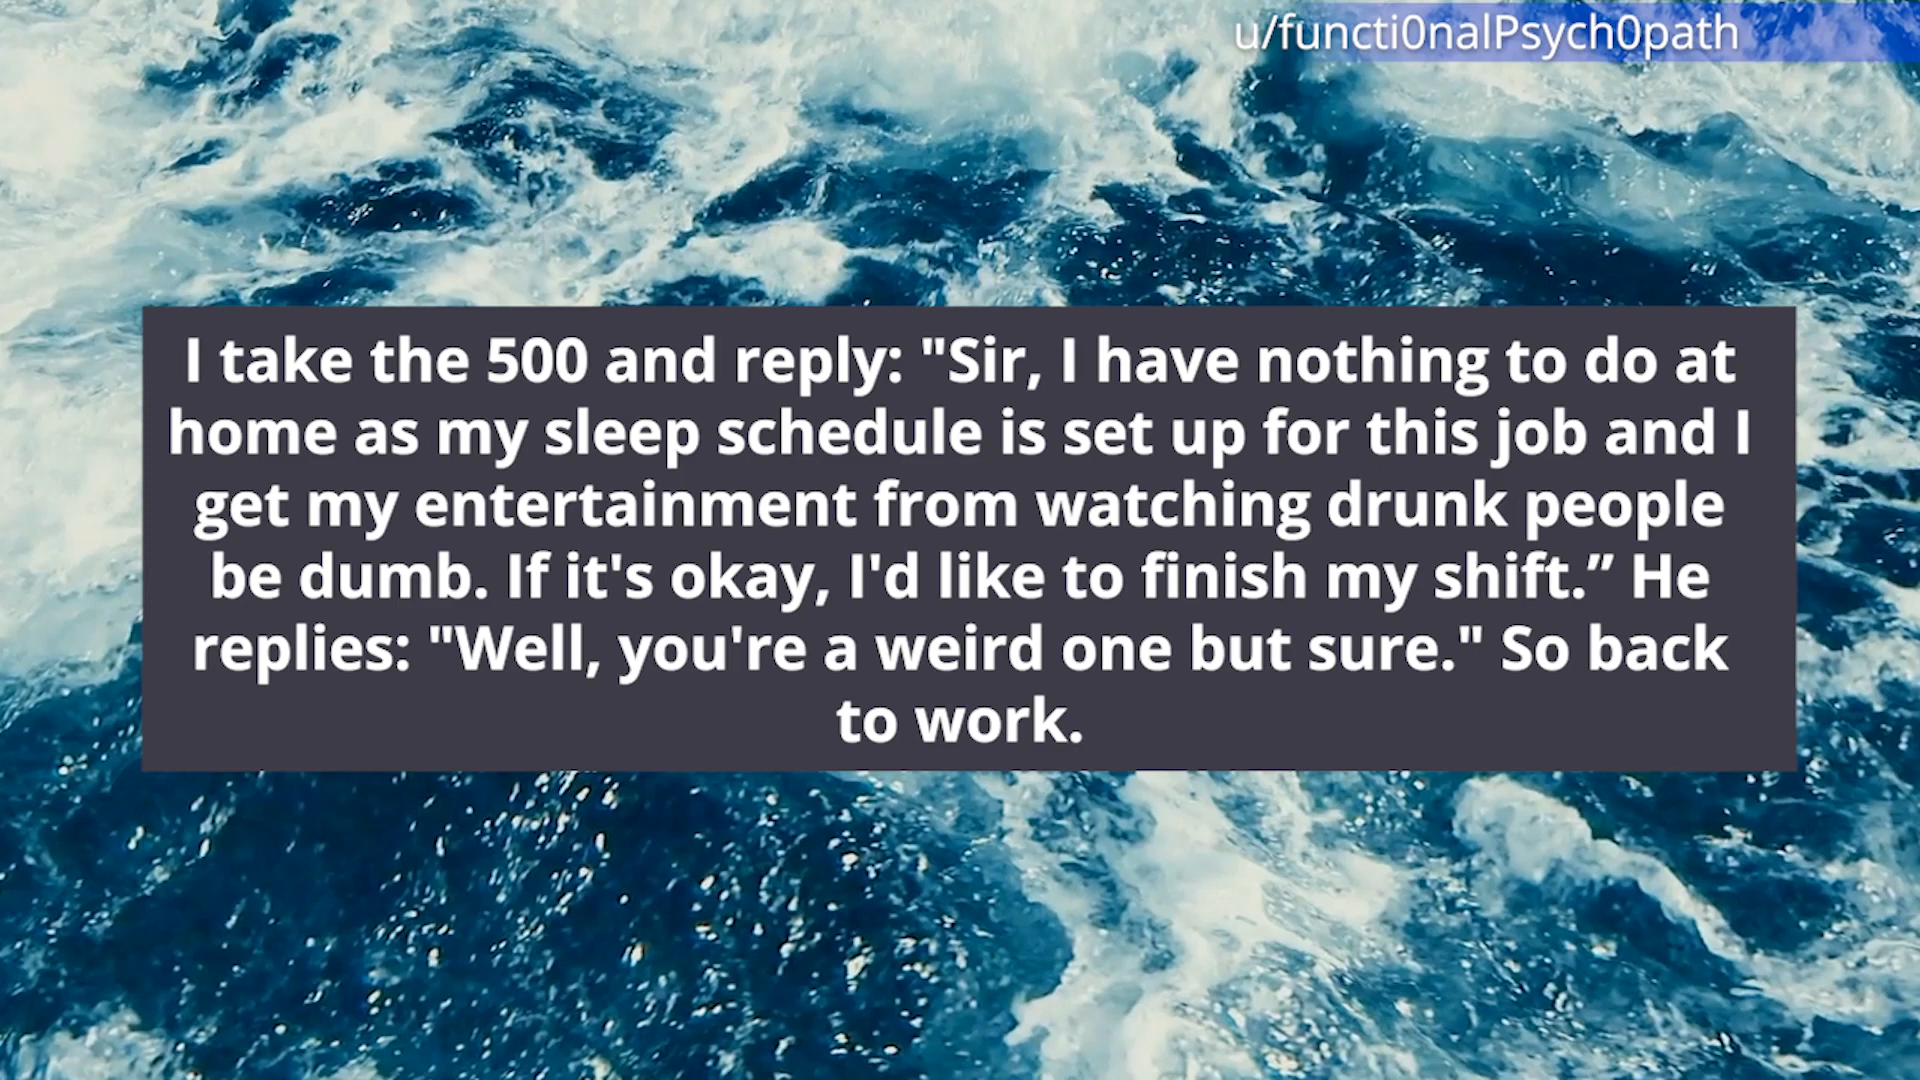 u/functi0nalPsych0path
I take the 500 and reply: "Sir, I have nothing to do at
home as my sleep schedule is set up for this job and I
get my entertainment from watching drunk people
be dumb. If it's okay, I'd like to finish my shift.” He
replies: "Well, you're a weird one but sure." So back
to work.